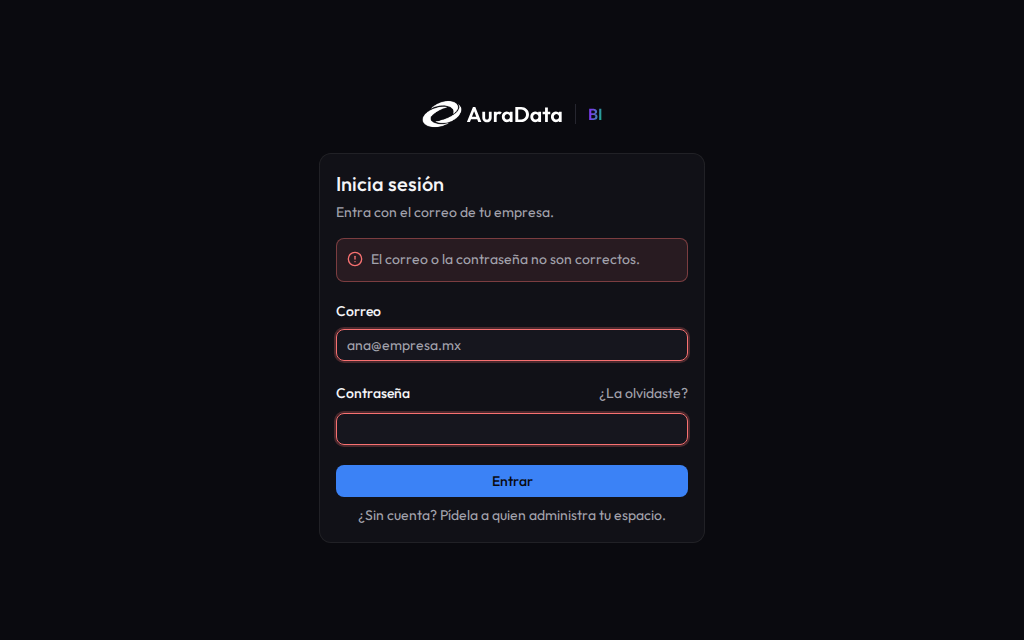 AuraData BI
Inicia sesión
Entra con el correo de tu empresa.
El correo o la contraseña no son correctos.
Correo
ana@empresa.mx
Contraseña ¿La olvidaste?
Entrar
¿Sin cuenta? Pídela a quien administra tu espacio.